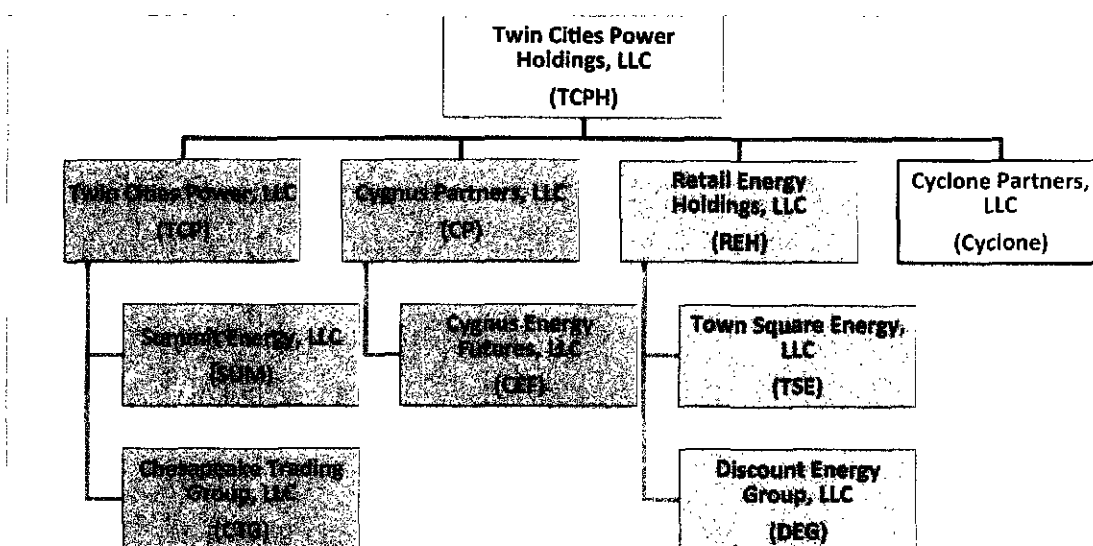 Twin Cities Power
Holdings, LLC
(TCPH)
Twin Cities Power, LLC
(TCP)
Cygnus Partners, LLC
(CP)
Retail Energy
Holdings, LLC
(REH)
Cyclone Partners,
LLC
(Cyclone)
Summit Energy, LLC
(SUM)
Cygnus Energy
Futures, LLC
(CEF)
Town Square Energy,
LLC
(TSE)
Chesapeake Trading
Group, LLC
(CTG)
Discount Energy
Group, LLC
(DEG)